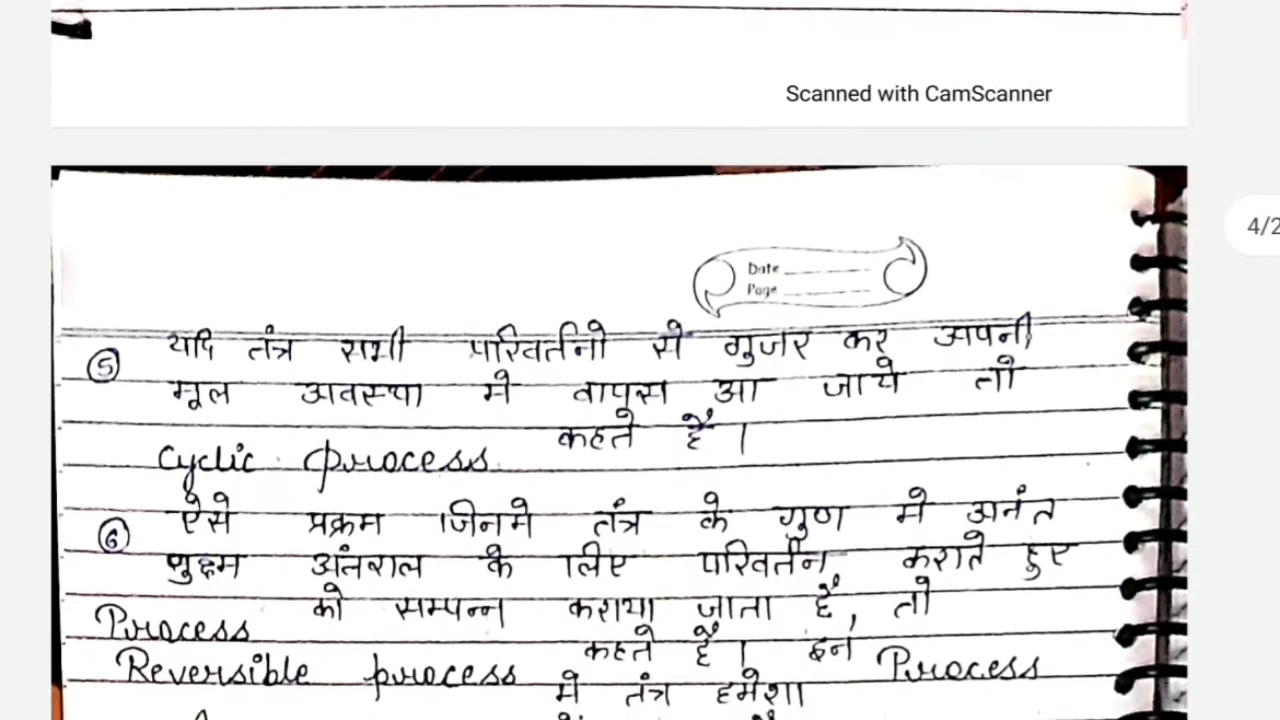 Scanned with CamScanner
4/2
Date
Page
⑤ यदि तंत्र सभी परिवर्तनो से गुजर कर अपनी
मूल अवस्था मे वापस आ जाये तो
Cyclic process कहते है।
⑥ ऐसे प्रक्रम जिनमे तंत्र के गुण मे अनंत
शुक्ष्म अंतराल के लिए परिवर्तन कराते हुए
Process को सम्पन्न कराया जाता है, तो
Reversible process कहते है। इन Process
मे तंत्र हमेशा